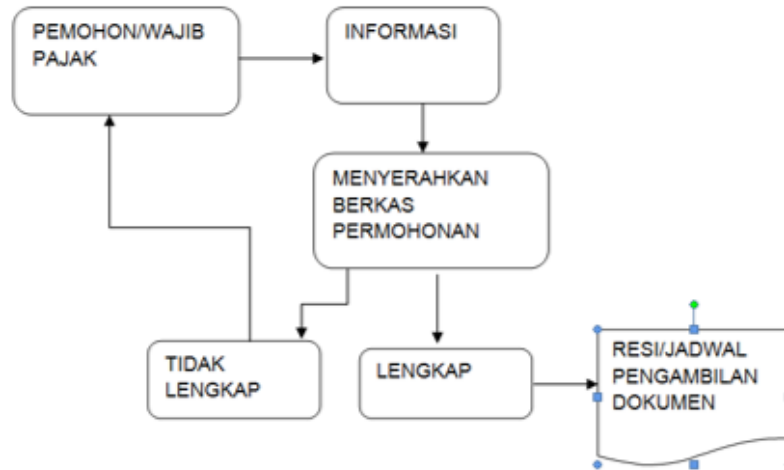 PEMOHON/WAJIB
PAJAK
INFORMASI
MENYERAHKAN
BERKAS
PERMOHONAN
TIDAK
LENGKAP
LENGKAP
RESI/JADWAL
PENGAMBILAN
DOKUMEN